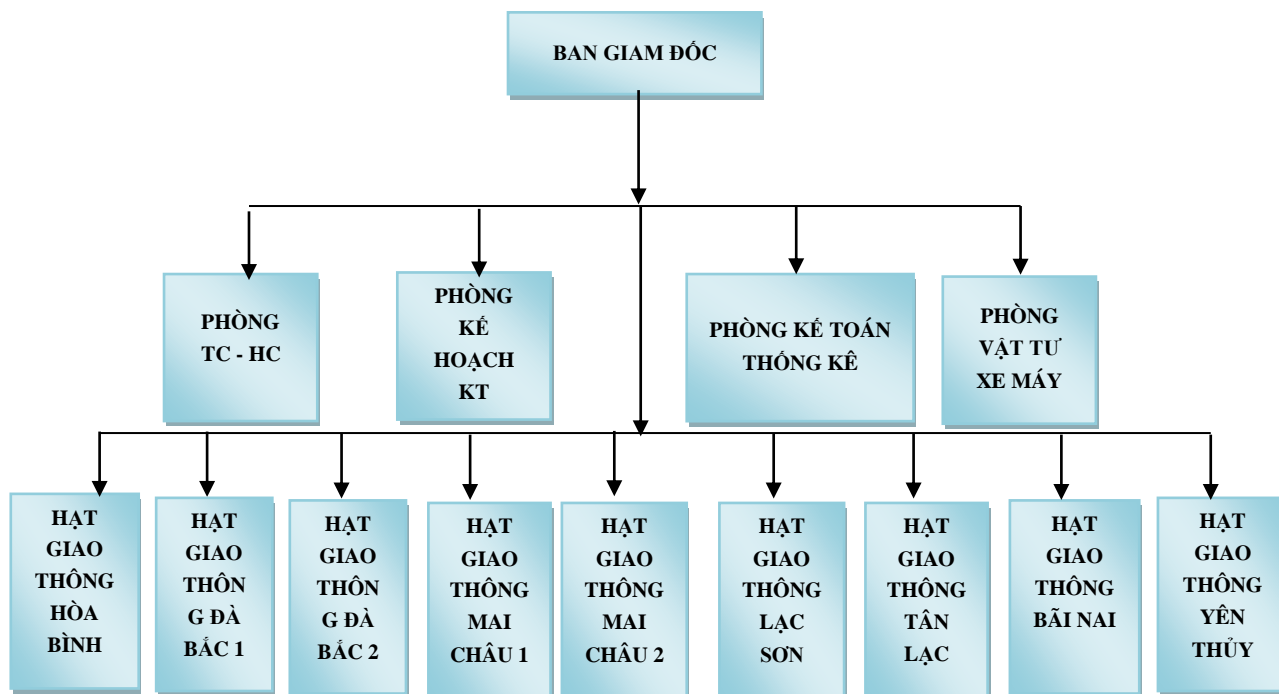 BAN GIAM ĐỐC
PHÒNG
TC - HC
PHÒNG
KẾ
HOẠCH
KT
PHÒNG KẾ TOÁN
THỐNG KÊ
PHÒNG
VẬT TƯ
XE MÁY
HẠT
GIAO
THÔNG
HÒA
BÌNH
HẠT
GIAO
THÔN
G ĐÀ
BẮC 1
HẠT
GIAO
THÔN
G ĐÀ
BẮC 2
HẠT
GIAO
THÔNG
MAI
CHÂU 1
HẠT
GIAO
THÔNG
MAI
CHÂU 2
HẠT
GIAO
THÔNG
LẠC
SƠN
HẠT
GIAO
THÔNG
TÂN
LẠC
HẠT
GIAO
THÔNG
BÃI NAI
HẠT
GIAO
THÔNG
YÊN
THỦY